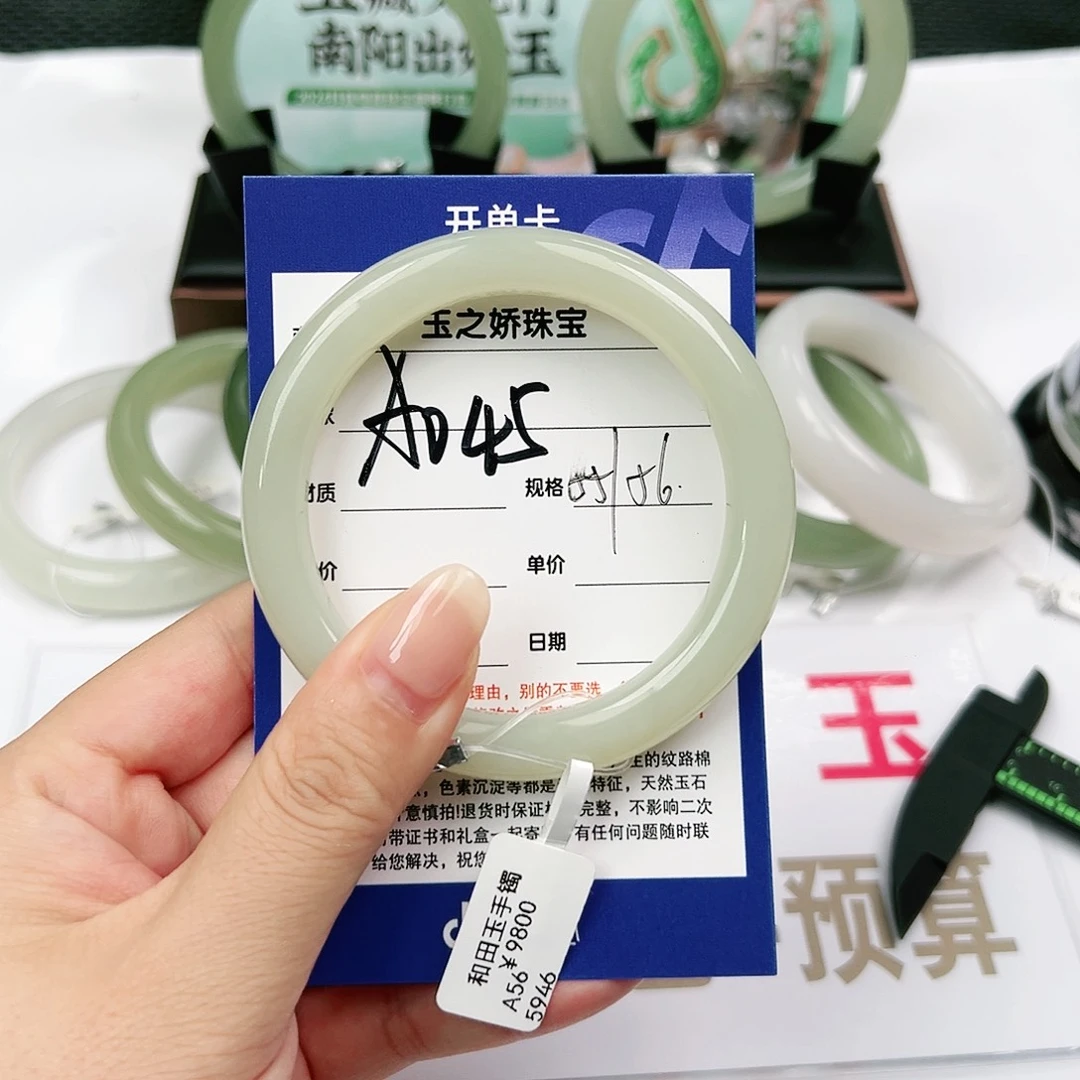 南阳出
玉
开单卡
玉之娇珠宝
A045
材质
规格 55/56.
价
单价
日期
理由，别的不要选
生的纹路棉
色素沉淀等都是
特征，天然玉石
慎拍!退货时保证
完整，不影响二次
带证书和礼盒一起寄
有任何问题随时联
给您解决，祝您
和田玉手镯
A56¥9800
5946
玉
预算